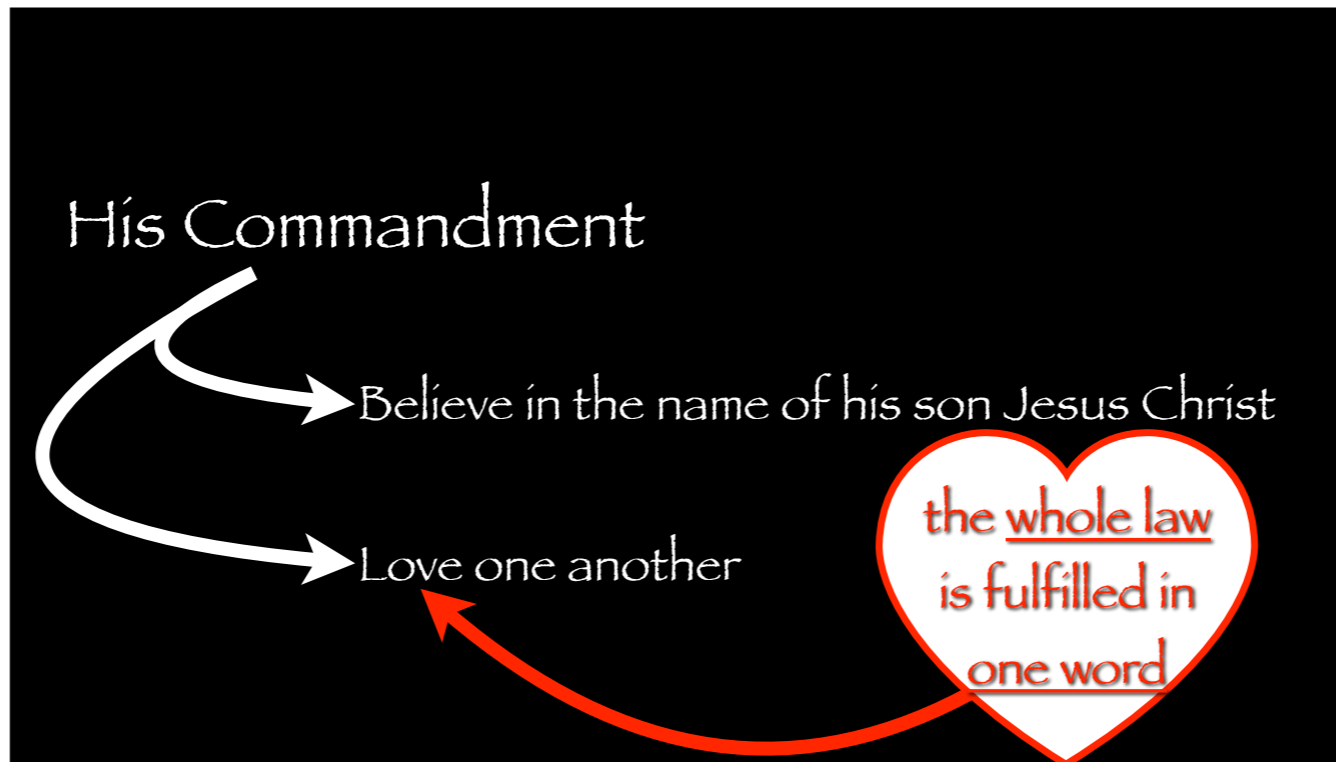 His Commandment
Believe in the name of his son Jesus Christ
Love one another
the whole law
is fulfilled in
one word